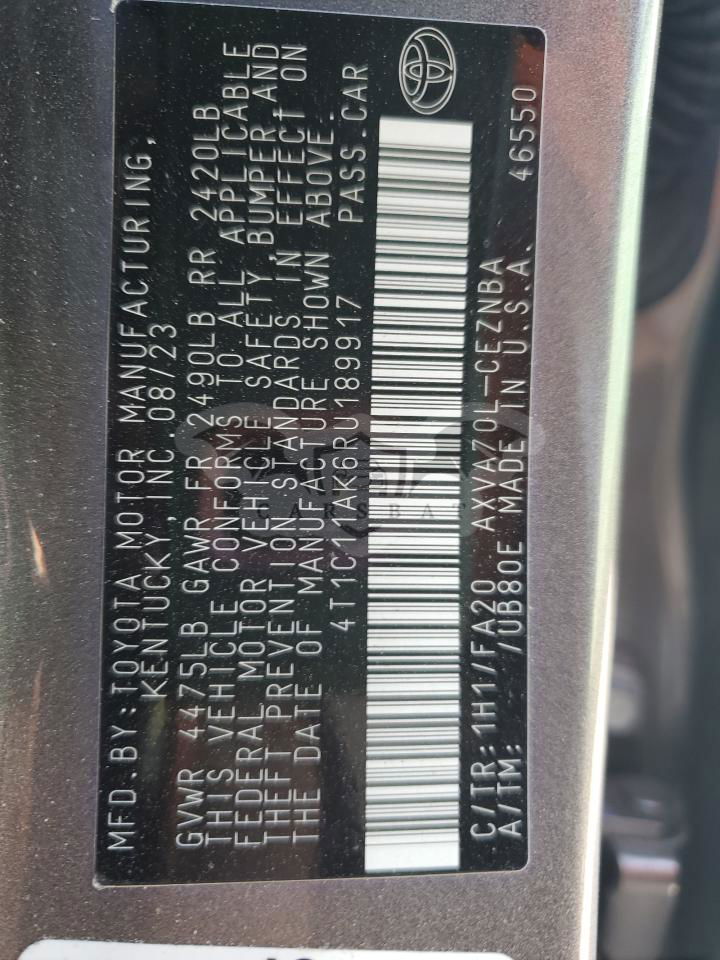 MFD.BY:TOYOTA MOTOR MANUFACTURING,
KENTUCKY,INC.08/23
GVWR 4475LB GAWR FR 2490LB RR 2420LB
THIS VEHICLE CONFORMS TO ALL APPLICABLE
FEDERAL MOTOR VEHICLE SAFETY,BUMPER,AND
THEFT PREVENTION STANDARDS IN EFFECT ON
THE DATE OF MANUFACTURE SHOWN ABOVE.
4T1C11AK6RU189917 PASS.CAR
C/TR:1H1/FA20 AXVA70L-CEZNBA
A/TM: /UB80E MADE IN U.S.A. 46550
CARSBAT